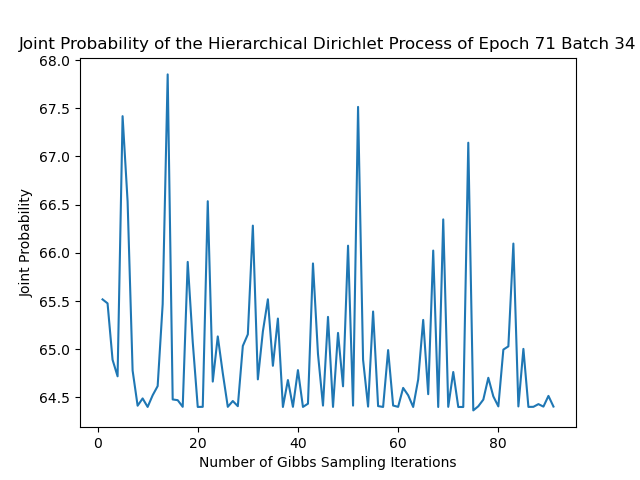 Joint Probability of the Hierarchical Dirichlet Process of Epoch 71 Batch 34
68.0
67.5
67.0
66.5
66.0
65.5
65.0
64.5
Joint Probability
0 20 40 60 80
Number of Gibbs Sampling Iterations